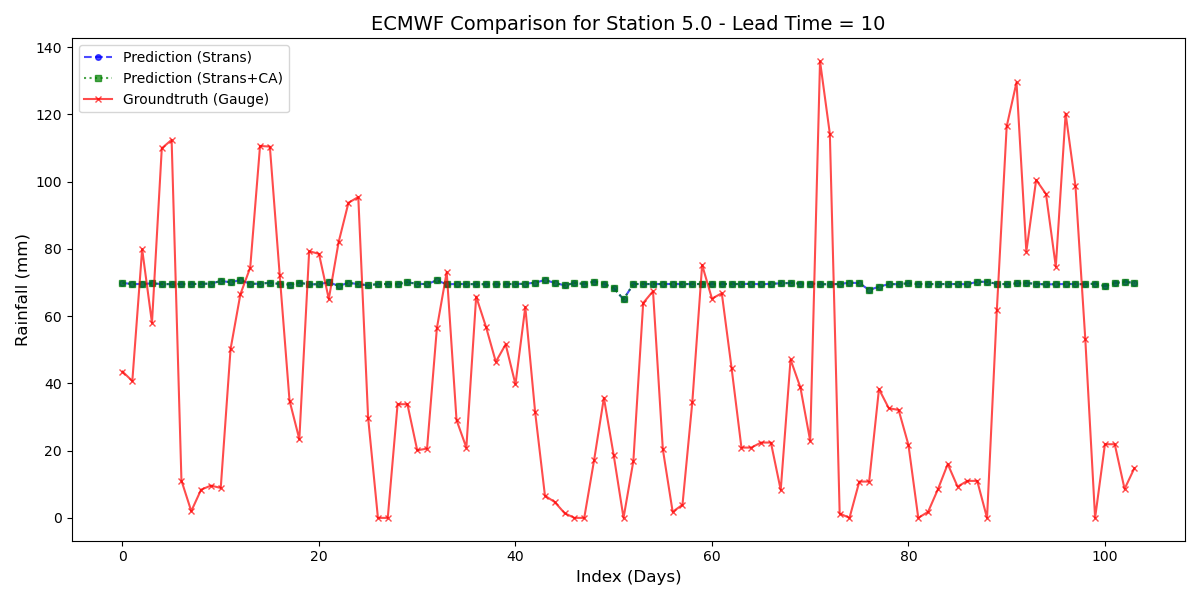 ECMWF Comparison for Station 5.0 - Lead Time = 10
Prediction (Strans)
Prediction (Strans+CA)
Groundtruth (Gauge)
Rainfall (mm)
140
120
100
80
60
40
20
0
0 20 40 60 80 100
Index (Days)